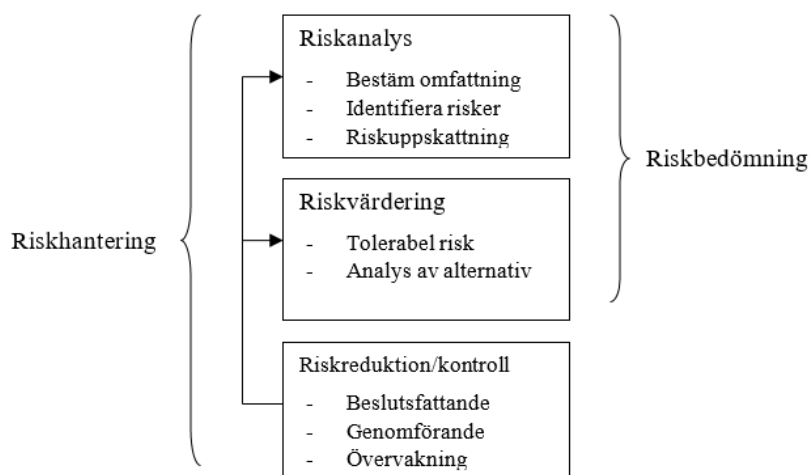 Riskhantering
Riskanalys
- Bestäm omfattning
- Identifiera risker
- Riskuppskattning
Riskvärdering
- Tolerabel risk
- Analys av alternativ
Riskreduktion/kontroll
- Beslutsfattande
- Genomförande
- Övervakning
Riskbedömning